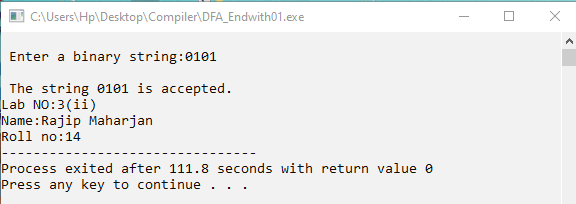 C:\Users\Hp\Desktop\Compiler\DFA_Endwith01.exe
Enter a binary string:0101
The string 0101 is accepted.
Lab NO:3(ii)
Name:Rajip Maharjan
Roll no:14
--------------------------------
Process exited after 111.8 seconds with return value 0
Press any key to continue . . .